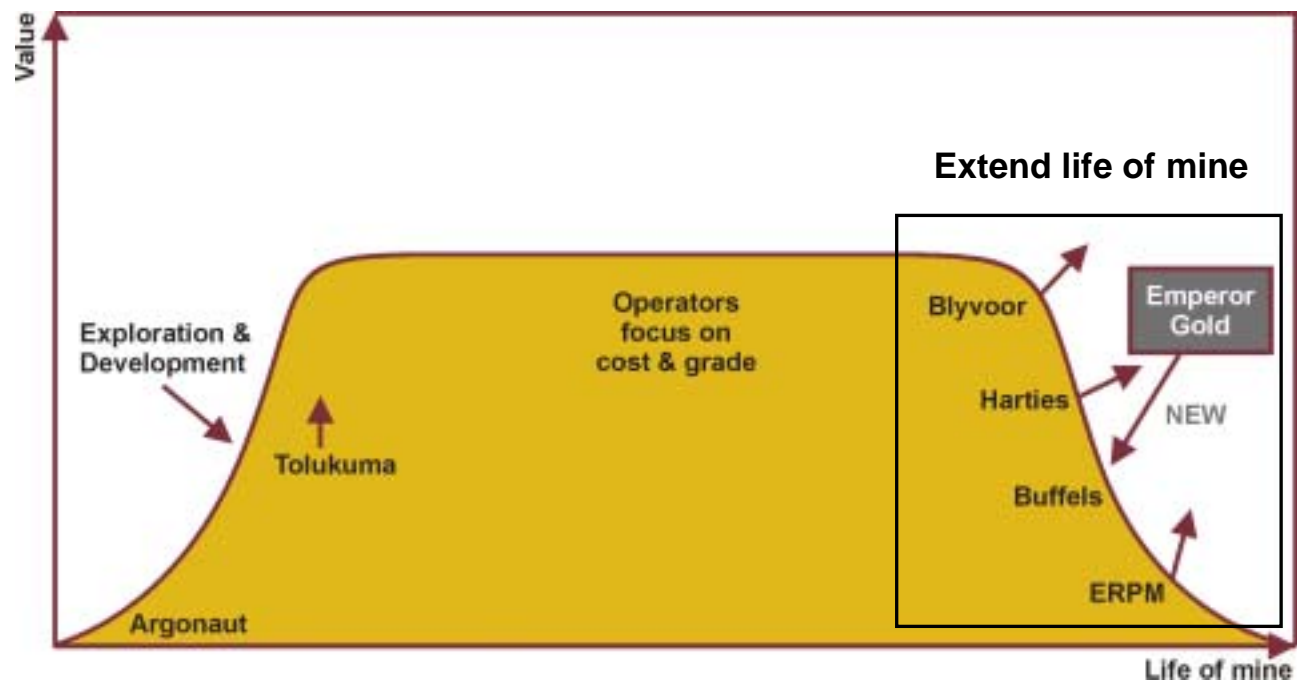 Value
Extend life of mine
Blyvoor
Emperor
Gold
Operators
focus on
cost & grade
Exploration &
Development
Harties
NEW
Tolukuma
Buffels
ERPM
Argonaut
Life of mine